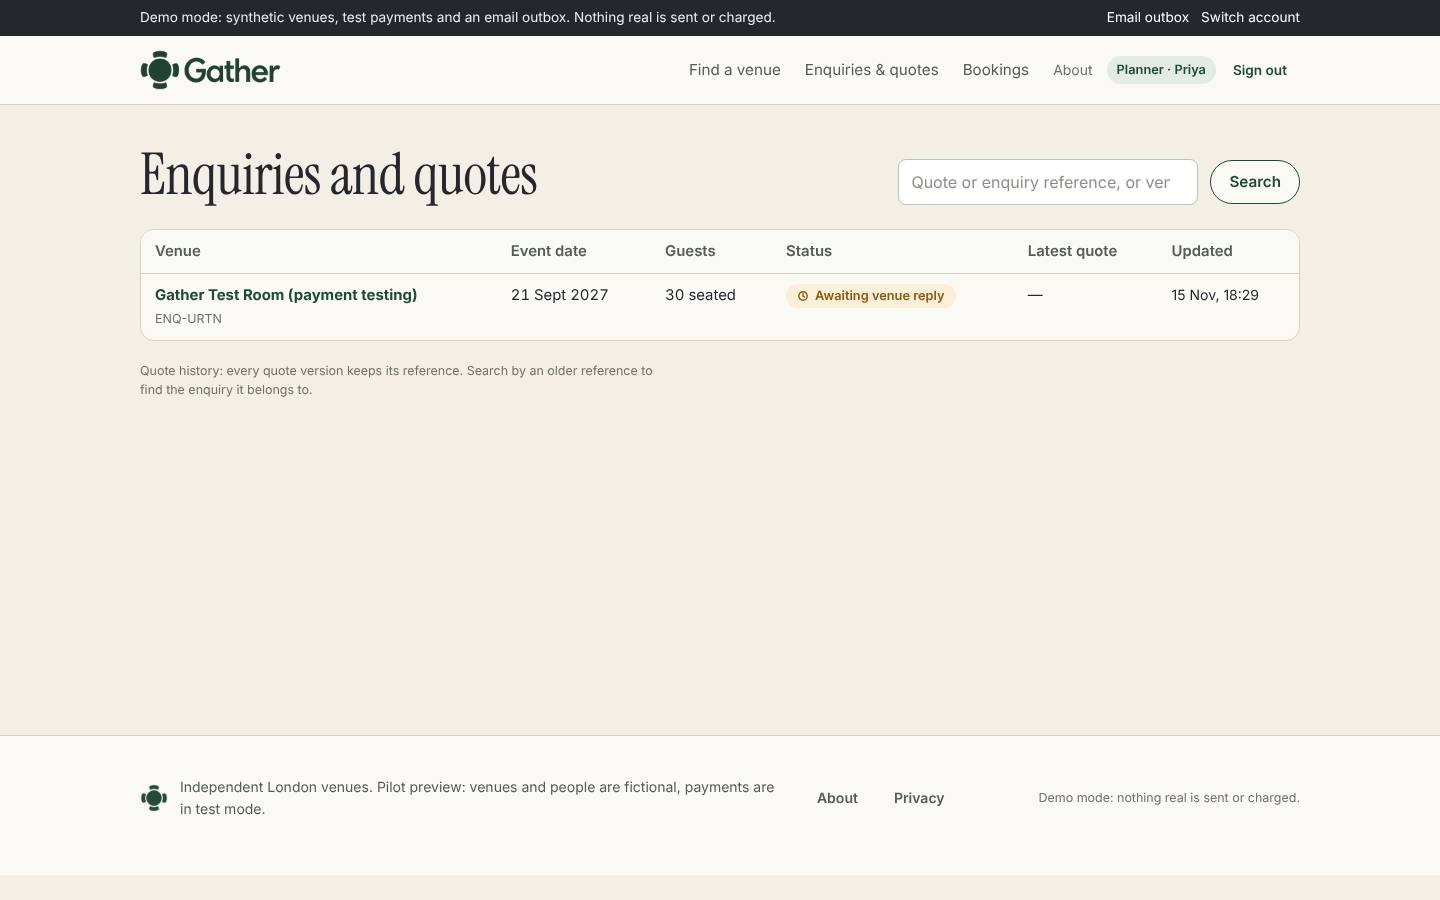 Demo mode: synthetic venues, test payments and an email outbox. Nothing real is sent or charged.
Email outbox
Switch account
Gather
Find a venue
Enquiries & quotes
Bookings
About
Planner · Priya
Sign out
Enquiries and quotes
Quote or enquiry reference, or ver
Search
Venue
Event date
Guests
Status
Latest quote
Updated
Gather Test Room (payment testing)
21 Sept 2027
30 seated
Awaiting venue reply
—
15 Nov, 18:29
ENQ-URTN
Quote history: every quote version keeps its reference. Search by an older reference to
find the enquiry it belongs to.
Independent London venues. Pilot preview: venues and people are fictional, payments are
in test mode.
About
Privacy
Demo mode: nothing real is sent or charged.